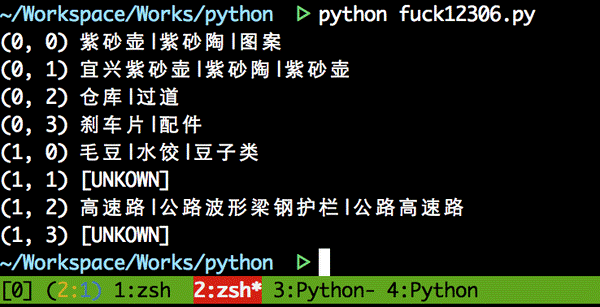 ~/Workspace/Works/python ▷ python fuck12306.py
(0, 0) 紫砂壶|紫砂陶|图案
(0, 1) 宜兴紫砂壶|紫砂陶|紫砂壶
(0, 2) 仓库|过道
(0, 3) 刹车片|配件
(1, 0) 毛豆|水饺|豆子类
(1, 1) [UNKOWN]
(1, 2) 高速路|公路波形梁钢护栏|公路高速路
(1, 3) [UNKOWN]
~/Workspace/Works/python ▷
[0] (2:1) 1:zsh 2:zsh* 3:Python- 4:Python